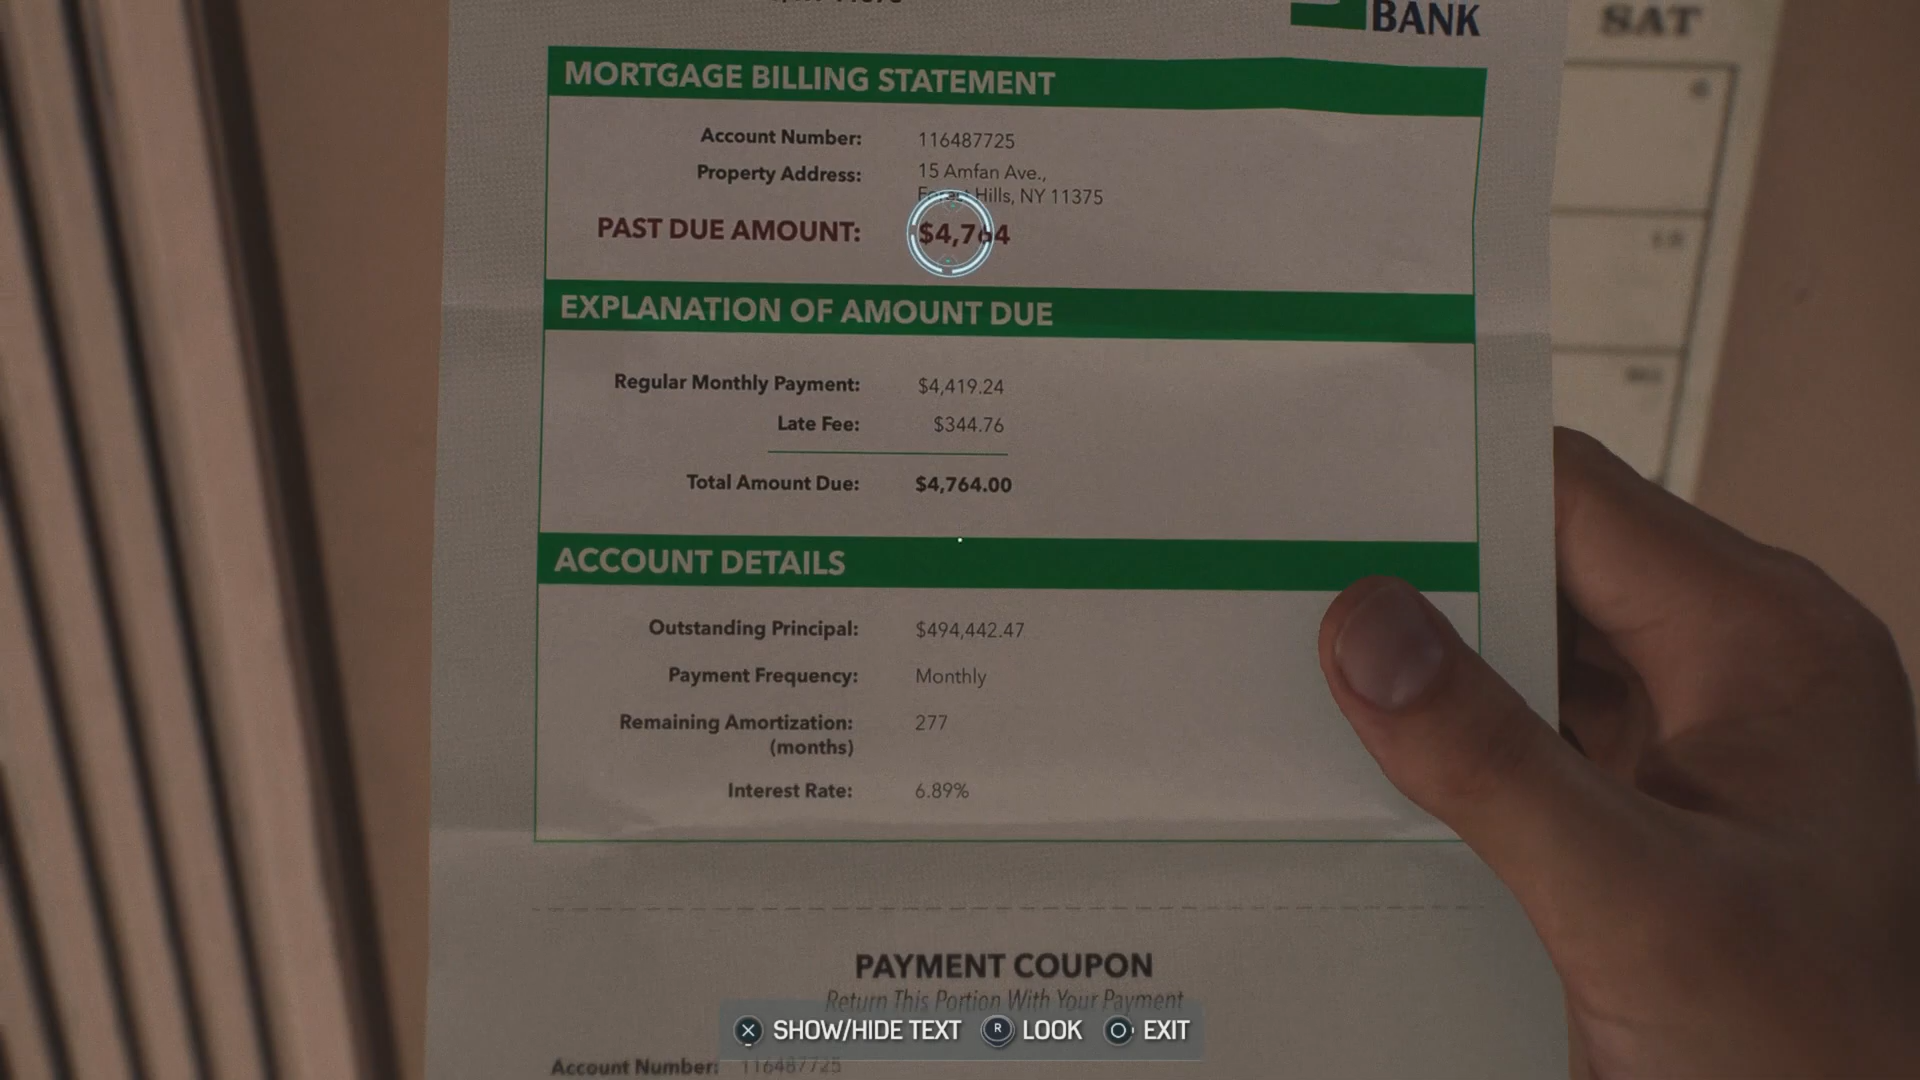 BANK
SAT
MORTGAGE BILLING STATEMENT
Account Number: 116487725
Property Address: 15 Amfan Ave.,
Forest Hills, NY 11375
PAST DUE AMOUNT: $4,764
EXPLANATION OF AMOUNT DUE
Regular Monthly Payment: $4,419.24
Late Fee: $344.76
Total Amount Due: $4,764.00
ACCOUNT DETAILS
Outstanding Principal: $494,442.47
Payment Frequency: Monthly
Remaining Amortization: 277
(months)
Interest Rate: 6.89%
PAYMENT COUPON
Return This Portion With Your Payment
SHOW/HIDE TEXT R LOOK EXIT
Account Number: 116487725